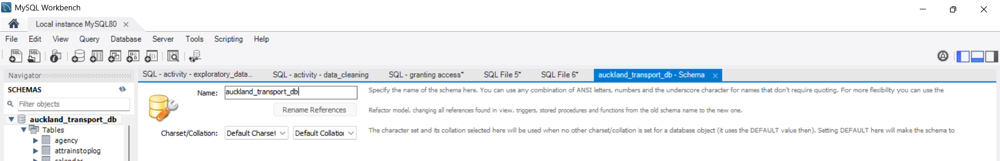 MySQL Workbench
Local instance MySQL80
File Edit View Query Database Server Tools Scripting Help
Navigator
SCHEMAS
Filter objects
auckland_transport_db
Tables
agency
attrainstoplog
calendar
SQL - activity - exploratory_data... SQL - activity - data_cleaning SQL - granting access* SQL File 5* SQL File 6* auckland_transport_db - Schema
Name: auckland_transport_db Specify the name of the schema here. You can use any combination of ANSI letters, numbers and the underscore character for names that don't require quoting. For more flexibility you can use the
Rename References Refactor model, changing all references found in view, triggers, stored procedures and functions from the old schema name to the new one.
Charset/Collation: Default Charset Default Collation The character set and its collation selected here will be used when no other charset/collation is set for a database object (it uses the DEFAULT value then). Setting DEFAULT here will make the schema to